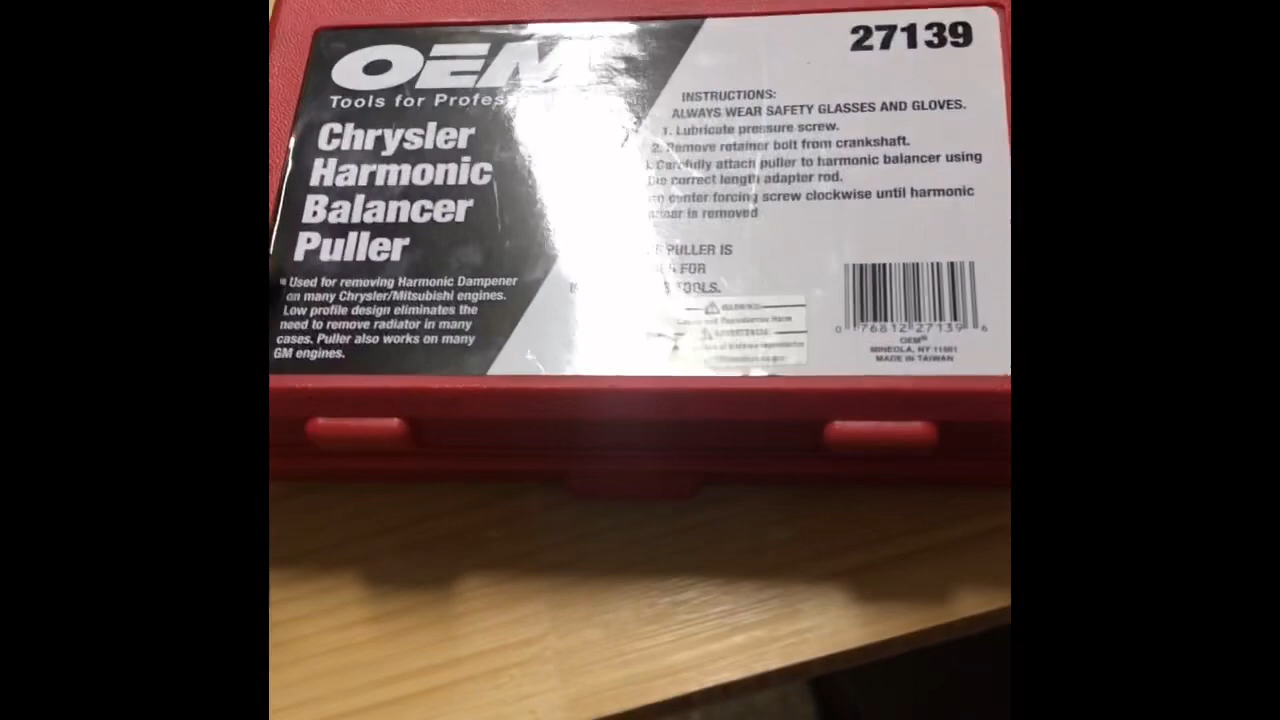 OEM
27139
Tools for
Chrysler
Harmonic
Balancer
Puller
Used for removing Harmonic Dampener
on many Chrysler/Mitsubishi engines.
Low profile design eliminates the
need to remove radiator in many
cases. Puller also works on many
GM engines.
INSTRUCTIONS:
ALWAYS WEAR SAFETY GLASSES AND GLOVES.
1. Lubricate pressure screw.
2. Remove retainer bolt from crankshaft.
Carefully attach puller to harmonic balancer using
correct length adapter rod.
center forcing screw clockwise until harmonic
is removed
PULLER IS
FOR
TOOLS.
0 76812 27139 6
OEM
MINEOLA, NY 11501
MADE IN TAIWAN